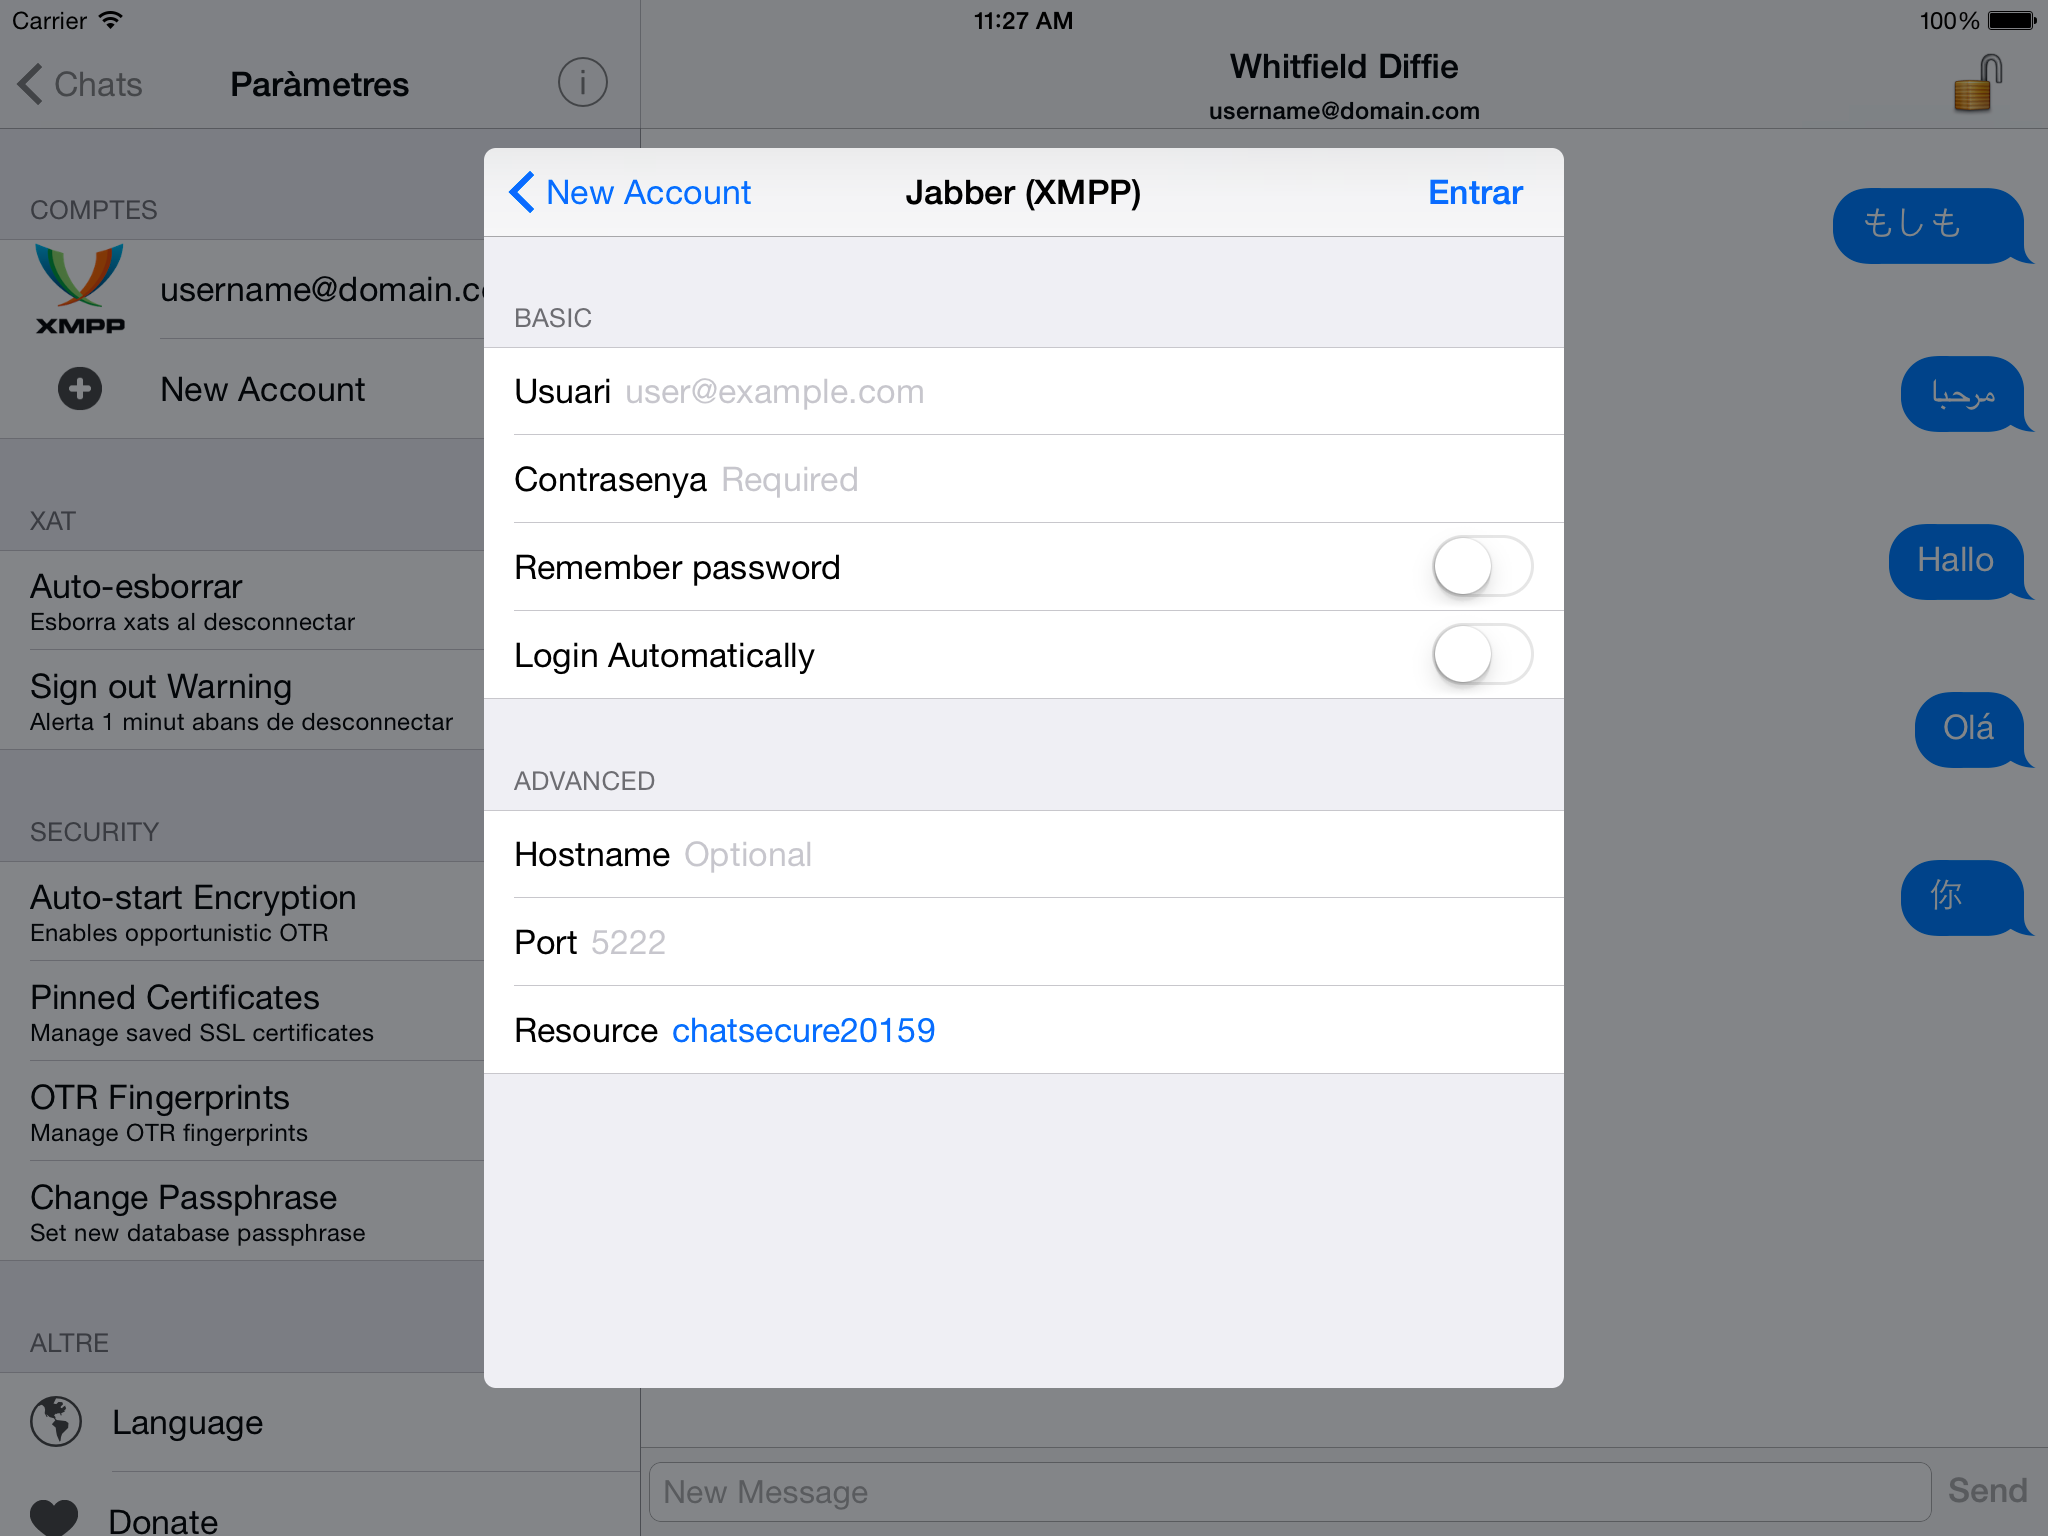 Carrier
11:27 AM
100%
Chats
Paràmetres
Whitfield Diffie
username@domain.com
COMPTES
XMPP
username@domain.c
New Account
XAT
Auto-esborrar
Esborra xats al desconnectar
Sign out Warning
Alerta 1 minut abans de desconnectar
SECURITY
Auto-start Encryption
Enables opportunistic OTR
Pinned Certificates
Manage saved SSL certificates
OTR Fingerprints
Manage OTR fingerprints
Change Passphrase
Set new database passphrase
ALTRE
Language
Donate
New Account
Jabber (XMPP)
Entrar
BASIC
Usuari user@example.com
Contrasenya Required
Remember password
Login Automatically
ADVANCED
Hostname Optional
Port 5222
Resource chatsecure20159
もしも
مرحبا
Hallo
Olá
你
New Message
Send